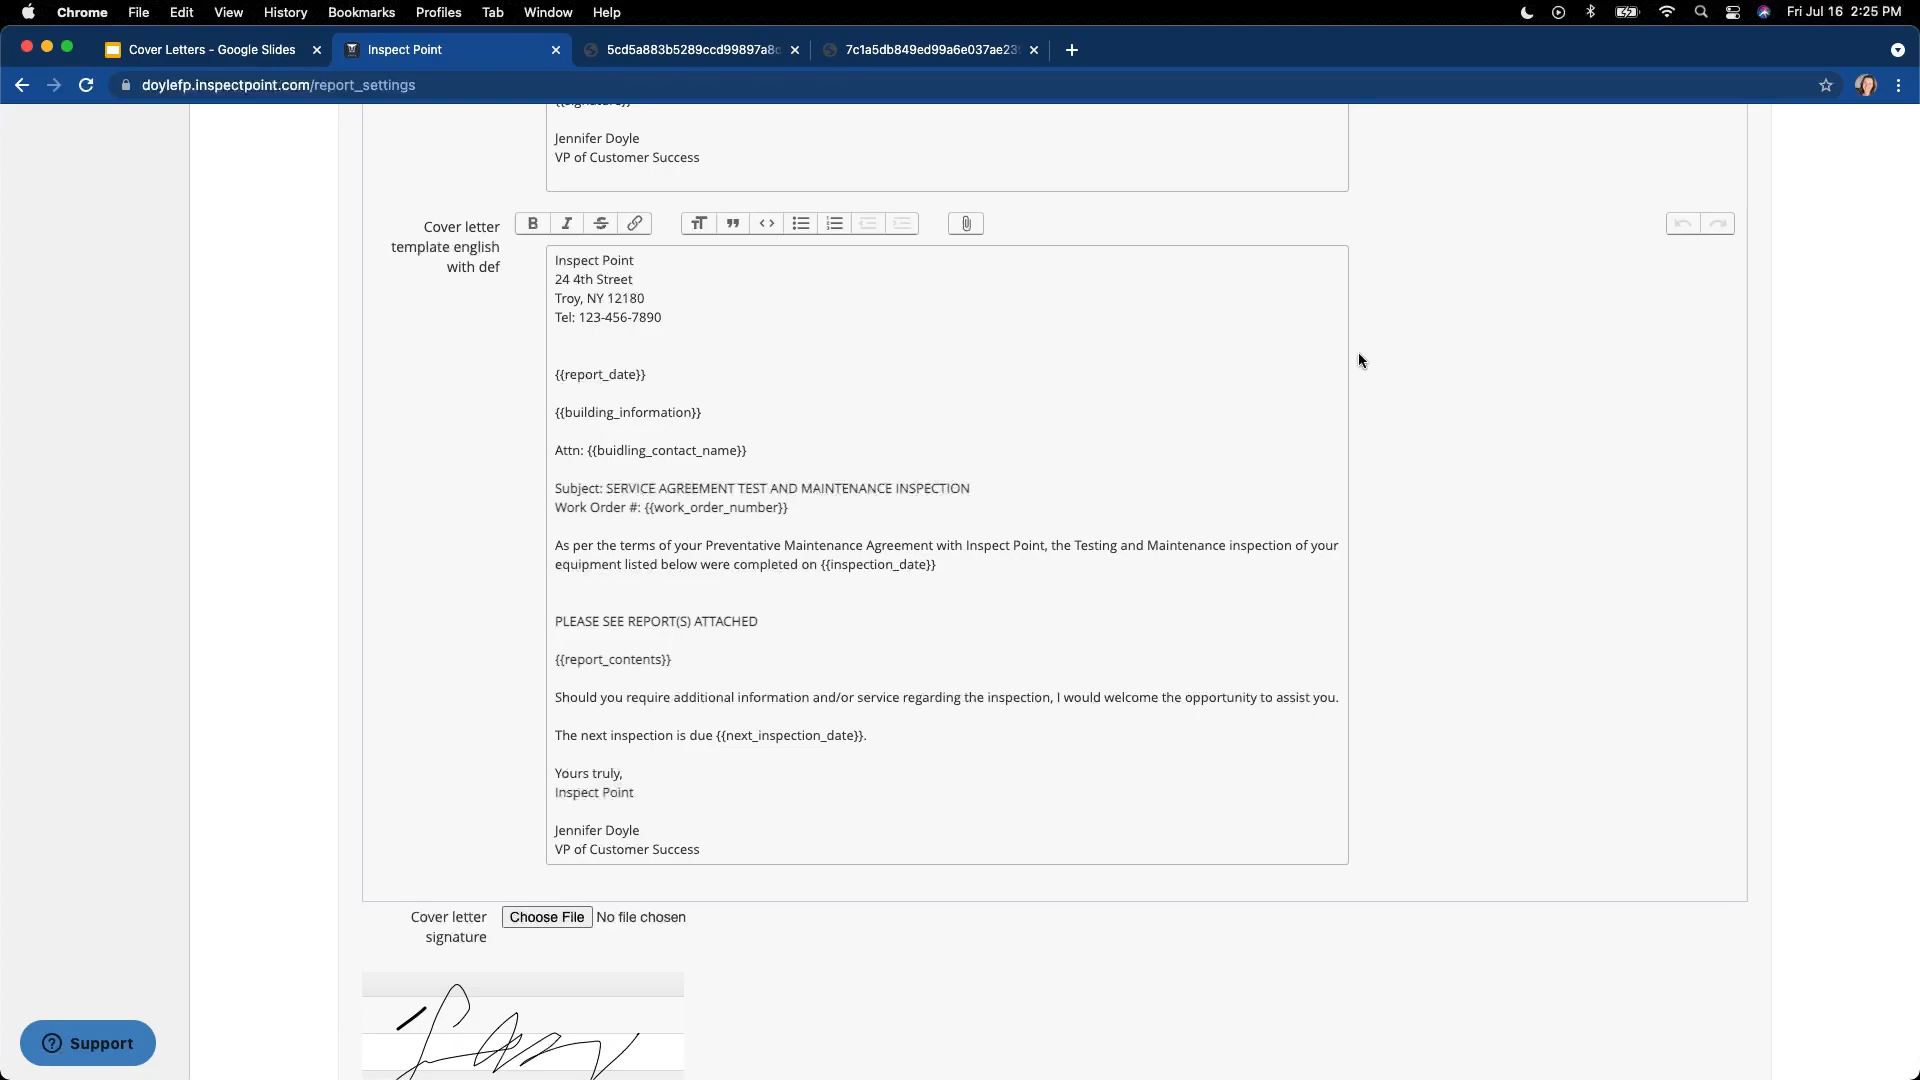 Chrome File Edit View History Bookmarks Profiles Tab Window Help Fri Jul 16 2:25 PM
Cover Letters - Google Slides
Inspect Point
5cd5a883b5289ccd99897a8
7c1a5db849ed99a6e037ae23
doylefp.inspectpoint.com/report_settings
{{signature}}
Jennifer Doyle
VP of Customer Success
Cover letter
template english
with def
Inspect Point
24 4th Street
Troy, NY 12180
Tel: 123-456-7890
{{report_date}}
{{building_information}}
Attn: {{buidling_contact_name}}
Subject: SERVICE AGREEMENT TEST AND MAINTENANCE INSPECTION
Work Order #: {{work_order_number}}
As per the terms of your Preventative Maintenance Agreement with Inspect Point, the Testing and Maintenance inspection of your
equipment listed below were completed on {{inspection_date}}
PLEASE SEE REPORT(S) ATTACHED
{{report_contents}}
Should you require additional information and/or service regarding the inspection, I would welcome the opportunity to assist you.
The next inspection is due {{next_inspection_date}}.
Yours truly,
Inspect Point
Jennifer Doyle
VP of Customer Success
Cover letter
signature
Choose File No file chosen
Support